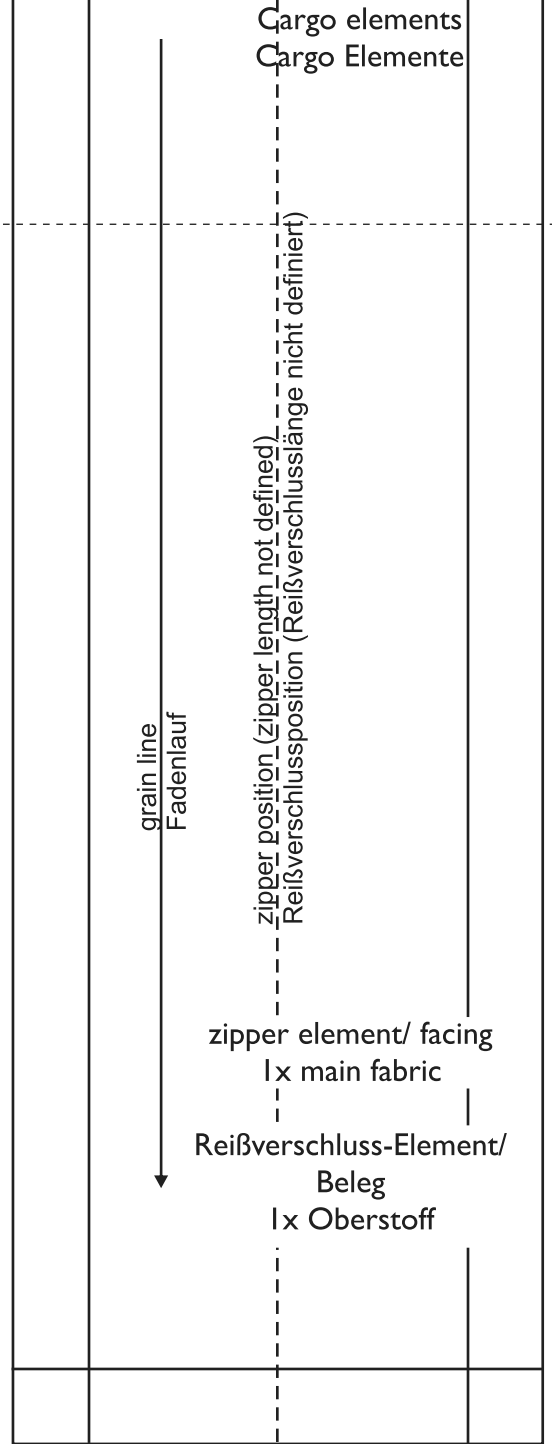 Cargo elements
Cargo Elemente
zipper position (zipper length not defined)
Reißverschlussposition (Reißverschlusslänge nicht definiert)
grain line
Fadenlauf
zipper element/ facing
1x main fabric
Reißverschluss-Element/
Beleg
1x Oberstoff